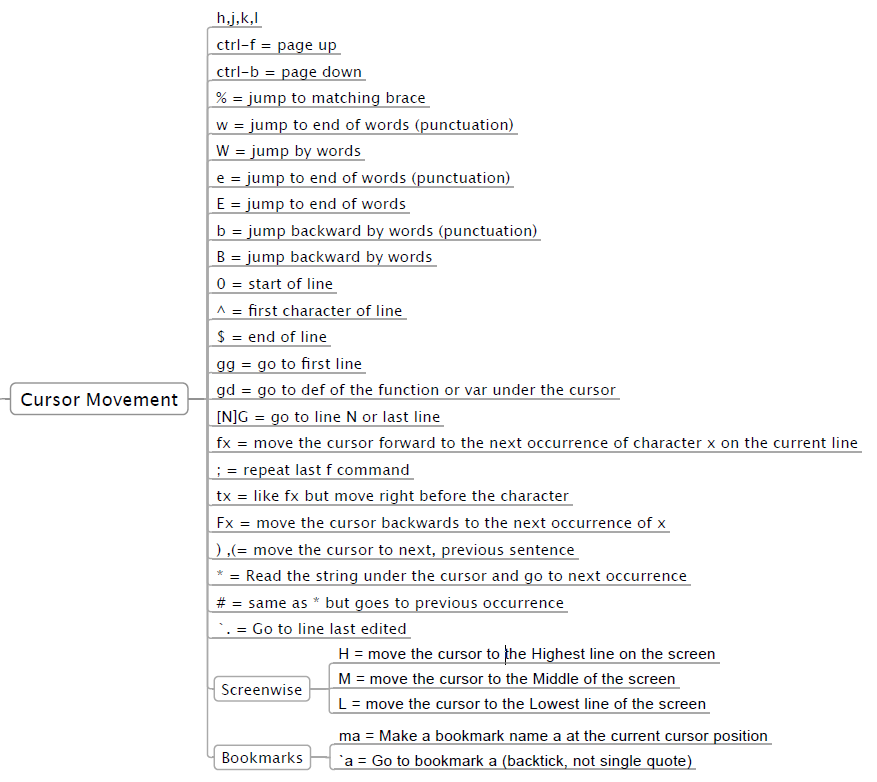 h,j,k,l
ctrl-f = page up
ctrl-b = page down
% = jump to matching brace
w = jump to end of words (punctuation)
W = jump by words
e = jump to end of words (punctuation)
E = jump to end of words
b = jump backward by words (punctuation)
B = jump backward by words
0 = start of line
^ = first character of line
$ = end of line
gg = go to first line
gd = go to def of the function or var under the cursor
Cursor Movement
[N]G = go to line N or last line
fx = move the cursor forward to the next occurrence of character x on the current line
; = repeat last f command
tx = like fx but move right before the character
Fx = move the cursor backwards to the next occurrence of x
) ,(= move the cursor to next, previous sentence
* = Read the string under the cursor and go to next occurrence
# = same as * but goes to previous occurrence
`. = Go to line last edited
Screenwise
H = move the cursor to the Highest line on the screen
M = move the cursor to the Middle of the screen
L = move the cursor to the Lowest line of the screen
Bookmarks
ma = Make a bookmark name a at the current cursor position
`a = Go to bookmark a (backtick, not single quote)